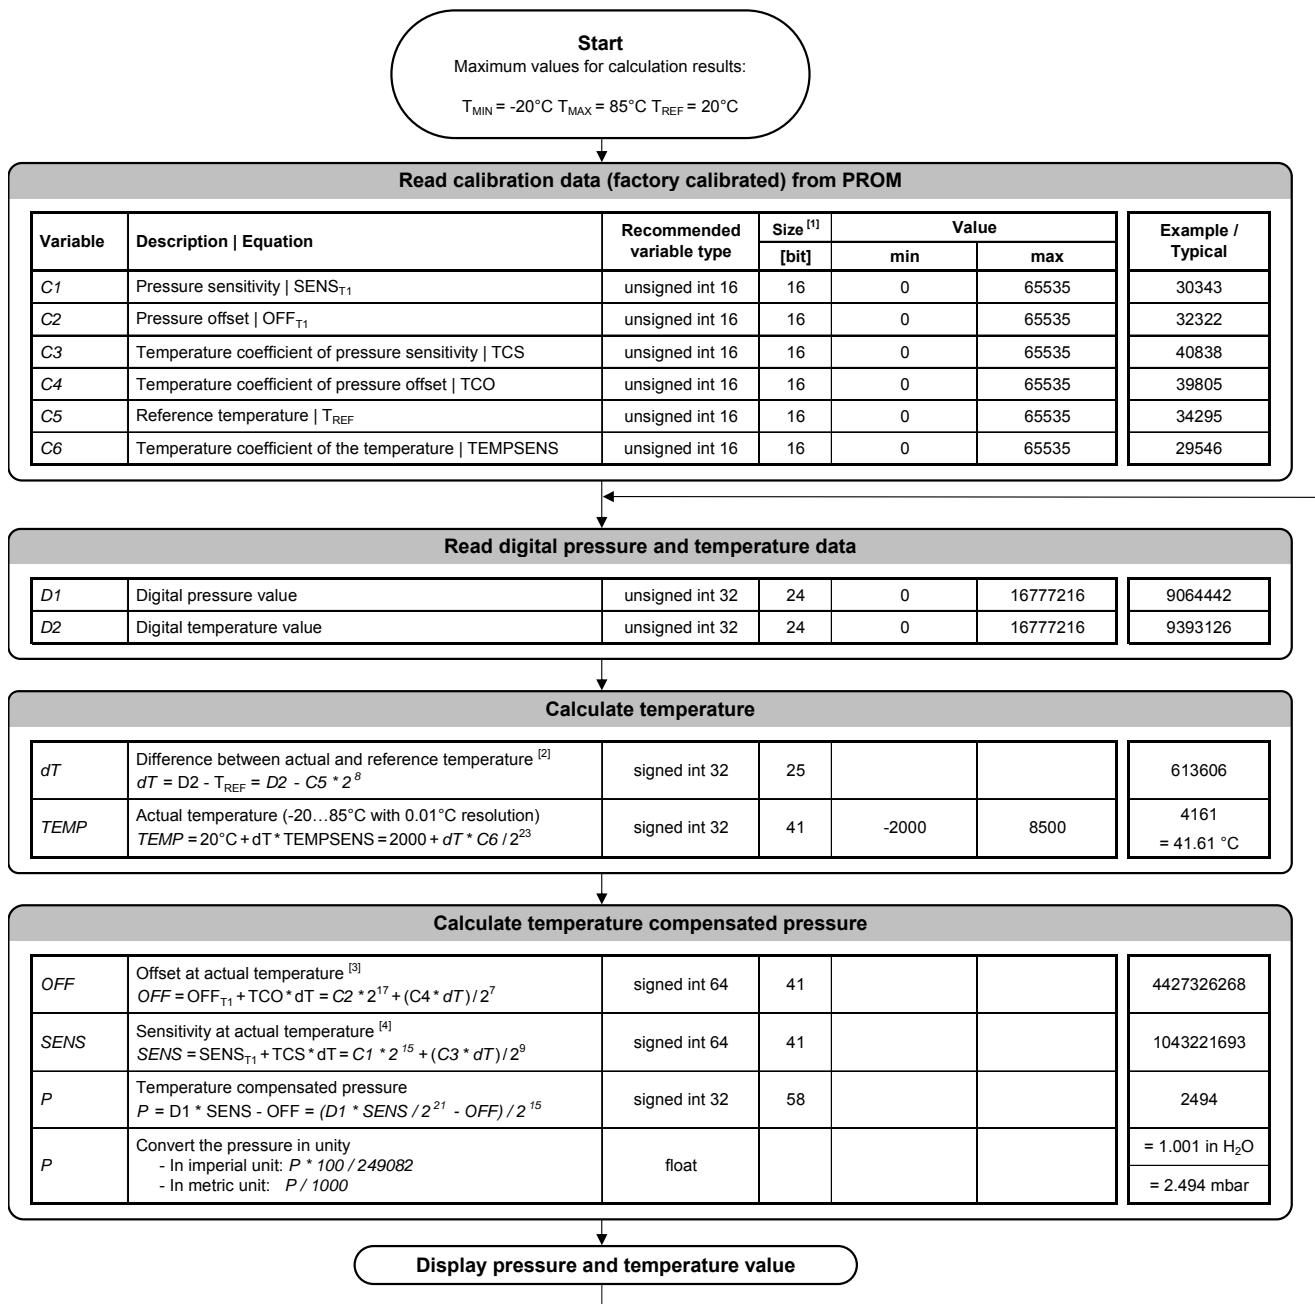 Start
Maximum values for calculation results:
T_MIN = -20°C T_MAX = 85°C T_REF = 20°C
Read calibration data (factory calibrated) from PROM
Variable | Description | Equation | Recommended variable type | Size [1] [bit] | Value min | max | Example / Typical
C1 | Pressure sensitivity | SENS_T1 | unsigned int 16 | 16 | 0 | 65535 | 30343
C2 | Pressure offset | OFF_T1 | unsigned int 16 | 16 | 0 | 65535 | 32322
C3 | Temperature coefficient of pressure sensitivity | TCS | unsigned int 16 | 16 | 0 | 65535 | 40838
C4 | Temperature coefficient of pressure offset | TCO | unsigned int 16 | 16 | 0 | 65535 | 39805
C5 | Reference temperature | T_REF | unsigned int 16 | 16 | 0 | 65535 | 34295
C6 | Temperature coefficient of the temperature | TEMPSENS | unsigned int 16 | 16 | 0 | 65535 | 29546
Read digital pressure and temperature data
D1 | Digital pressure value | unsigned int 32 | 24 | 0 | 16777216 | 9064442
D2 | Digital temperature value | unsigned int 32 | 24 | 0 | 16777216 | 9393126
Calculate temperature
dT | Difference between actual and reference temperature [2]
dT = D2 - T_REF = D2 - C5 * 2^8 | signed int 32 | 25 | 613606
TEMP | Actual temperature (-20…85°C with 0.01°C resolution)
TEMP = 20°C + dT * TEMPSENS = 2000 + dT * C6 / 2^23 | signed int 32 | 41 | -2000 | 8500 | 4161
= 41.61 °C
Calculate temperature compensated pressure
OFF | Offset at actual temperature [3]
OFF = OFF_T1 + TCO * dT = C2 * 2^17 + (C4 * dT) / 2^7 | signed int 64 | 41 | 4427326268
SENS | Sensitivity at actual temperature [4]
SENS = SENS_T1 + TCS * dT = C1 * 2^15 + (C3 * dT) / 2^9 | signed int 64 | 41 | 1043221693
P | Temperature compensated pressure
P = D1 * SENS - OFF = (D1 * SENS / 2^21 - OFF) / 2^15 | signed int 32 | 58 | 2494
P | Convert the pressure in unity
- In imperial unit: P * 100 / 249082 | float | = 1.001 in H2O
- In metric unit: P / 1000 | = 2.494 mbar
Display pressure and temperature value